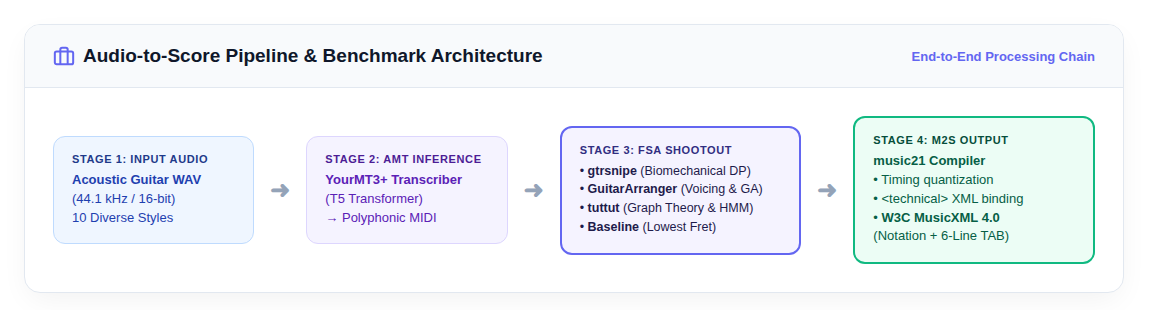 Audio-to-Score Pipeline & Benchmark Architecture
End-to-End Processing Chain
STAGE 1: INPUT AUDIO
Acoustic Guitar WAV
(44.1 kHz / 16-bit)
10 Diverse Styles
➜
STAGE 2: AMT INFERENCE
YourMT3+ Transcriber
(T5 Transformer)
→ Polyphonic MIDI
➜
STAGE 3: FSA SHOOTOUT
• gtrsnipe (Biomechanical DP)
• GuitarArranger (Voicing & GA)
• tuttut (Graph Theory & HMM)
• Baseline (Lowest Fret)
➜
STAGE 4: M2S OUTPUT
music21 Compiler
• Timing quantization
• <technical> XML binding
• W3C MusicXML 4.0
(Notation + 6-Line TAB)